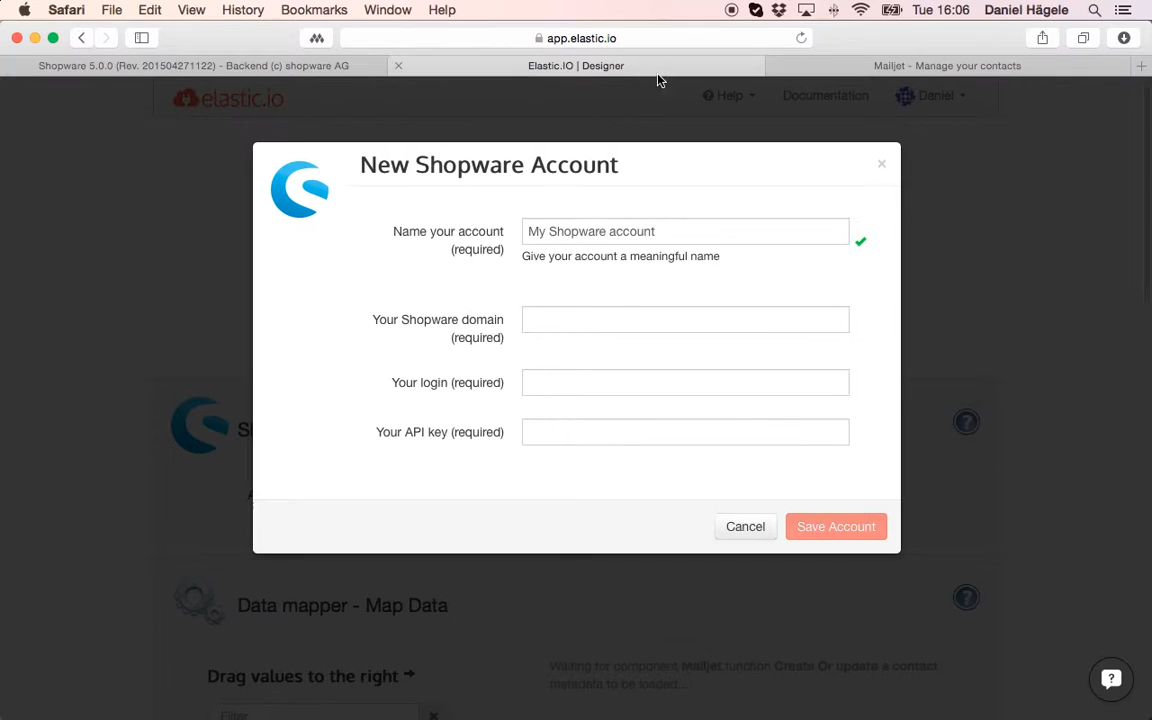 Safari File Edit View History Bookmarks Window Help Tue 16:06 Daniel Hägele
app.elastic.io
Shopware 5.0.0 (Rev. 201504271122) - Backend (c) shopware AG Elastic.IO | Designer Mailjet - Manage your contacts
elastic.io Help Documentation Daniel
New Shopware Account
Name your account
(required)
My Shopware account
Give your account a meaningful name
Your Shopware domain
(required)
Your login (required)
Your API key (required)
Cancel Save Account
Data mapper - Map Data
Drag values to the right
Waiting for component Mailjet function Create Or update a contact
metadata to be loaded...
Filter